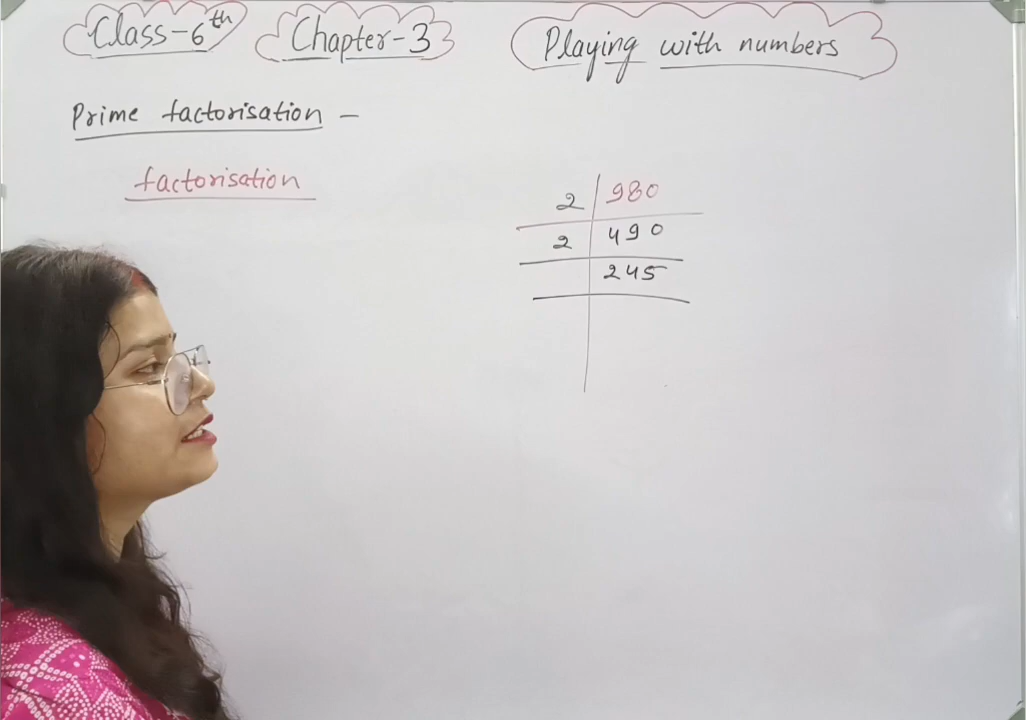 Class-6th Chapter-3 Playing with numbers
Prime factorisation -
factorisation
2 980
2 490
245